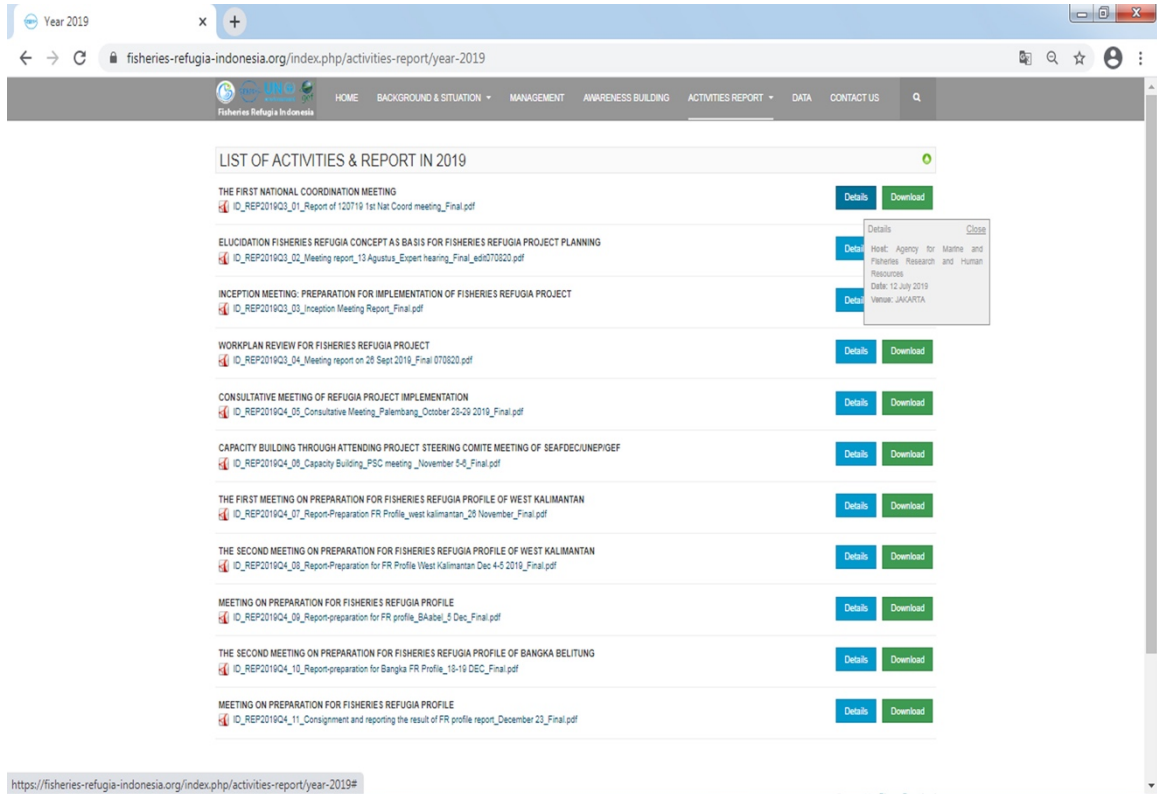 Year 2019
fisheries-refugia-indonesia.org/index.php/activities-report/year-2019
Fisheries Refugia Indonesia
HOME BACKGROUND & SITUATION MANAGEMENT AWARENESS BUILDING ACTIVITIES REPORT DATA CONTACT US
LIST OF ACTIVITIES & REPORT IN 2019
THE FIRST NATIONAL COORDINATION MEETING
ID_REP2019Q3_01_Report of 120719 1st Nat Coord meeting_Final.pdf
Details Download
Details Close
Host: Agency for Marine and
Fisheries Research and Human
Resources
Date: 12 July 2019
Venue: JAKARTA
ELUCIDATION FISHERIES REFUGIA CONCEPT AS BASIS FOR FISHERIES REFUGIA PROJECT PLANNING
ID_REP2019Q3_02_Meeting report_13 Agustus_Expert hearing_Final_edit070820.pdf
Detail
INCEPTION MEETING: PREPARATION FOR IMPLEMENTATION OF FISHERIES REFUGIA PROJECT
ID_REP2019Q3_03_Inception Meeting Report_Final.pdf
Detail
WORKPLAN REVIEW FOR FISHERIES REFUGIA PROJECT
ID_REP2019Q3_04_Meeting report on 26 Sept 2019_Final 070820.pdf
Details Download
CONSULTATIVE MEETING OF REFUGIA PROJECT IMPLEMENTATION
ID_REP2019Q4_05_Consultative Meeting_Palembang_October 28-29 2019_Final.pdf
Details Download
CAPACITY BUILDING THROUGH ATTENDING PROJECT STEERING COMITE MEETING OF SEAFDEC/UNEP/GEF
ID_REP2019Q4_06_Capacity Building_PSC meeting _November 5-6_Final.pdf
Details Download
THE FIRST MEETING ON PREPARATION FOR FISHERIES REFUGIA PROFILE OF WEST KALIMANTAN
ID_REP2019Q4_07_Report-Preparation FR Profile_west kalimantan_26 November_Final.pdf
Details Download
THE SECOND MEETING ON PREPARATION FOR FISHERIES REFUGIA PROFILE OF WEST KALIMANTAN
ID_REP2019Q4_08_Report-Preparation for FR Profile West Kalimantan Dec 4-5 2019_Final.pdf
Details Download
MEETING ON PREPARATION FOR FISHERIES REFUGIA PROFILE
ID_REP2019Q4_09_Report-preparation for FR profile_BAabel_5 Dec_Final.pdf
Details Download
THE SECOND MEETING ON PREPARATION FOR FISHERIES REFUGIA PROFILE OF BANGKA BELITUNG
ID_REP2019Q4_10_Report-preparation for Bangka FR Profile_18-19 DEC_Final.pdf
Details Download
MEETING ON PREPARATION FOR FISHERIES REFUGIA PROFILE
ID_REP2019Q4_11_Consignment and reporting the result of FR profile report_December 23_Final.pdf
Details Download
https://fisheries-refugia-indonesia.org/index.php/activities-report/year-2019#